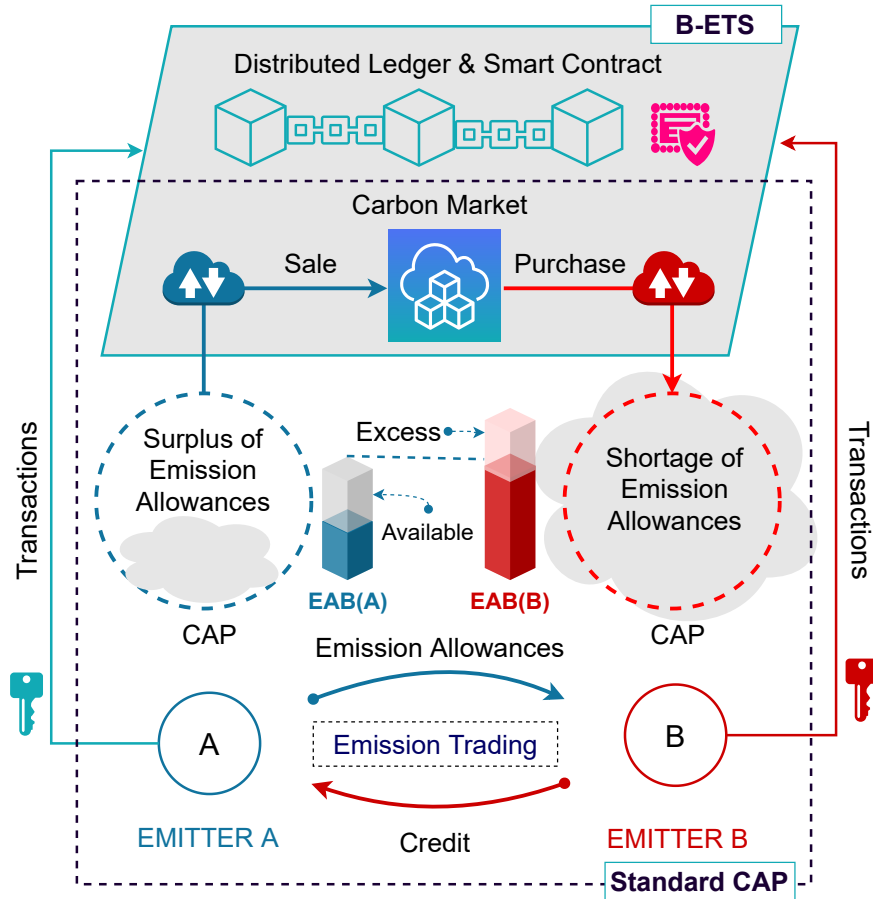 B-ETS
Distributed Ledger & Smart Contract
Carbon Market
Sale
Purchase
Transactions
Surplus of
Emission
Allowances
Excess
Available
Shortage of
Emission
Allowances
Transactions
EAB(A)
EAB(B)
CAP
CAP
Emission Allowances
A
Emission Trading
B
Credit
EMITTER A
EMITTER B
Standard CAP